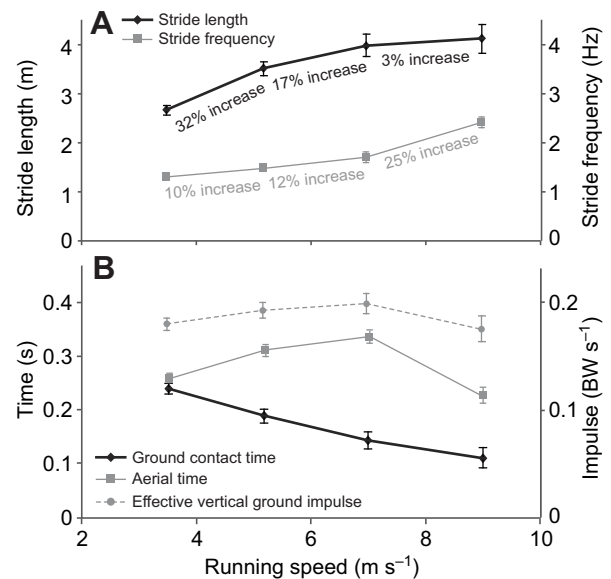 A
Stride length
Stride frequency
Stride length (m)
4
3
2
1
0
32% increase
17% increase
3% increase
10% increase
12% increase
25% increase
4
3
2
1
0
Stride frequency (Hz)
B
Time (s)
0.4
0.3
0.2
0.1
0
Ground contact time
Aerial time
Effective vertical ground impulse
0.2
0.1
0
Impulse (BW s⁻¹)
2
4
6
8
10
Running speed (m s⁻¹)